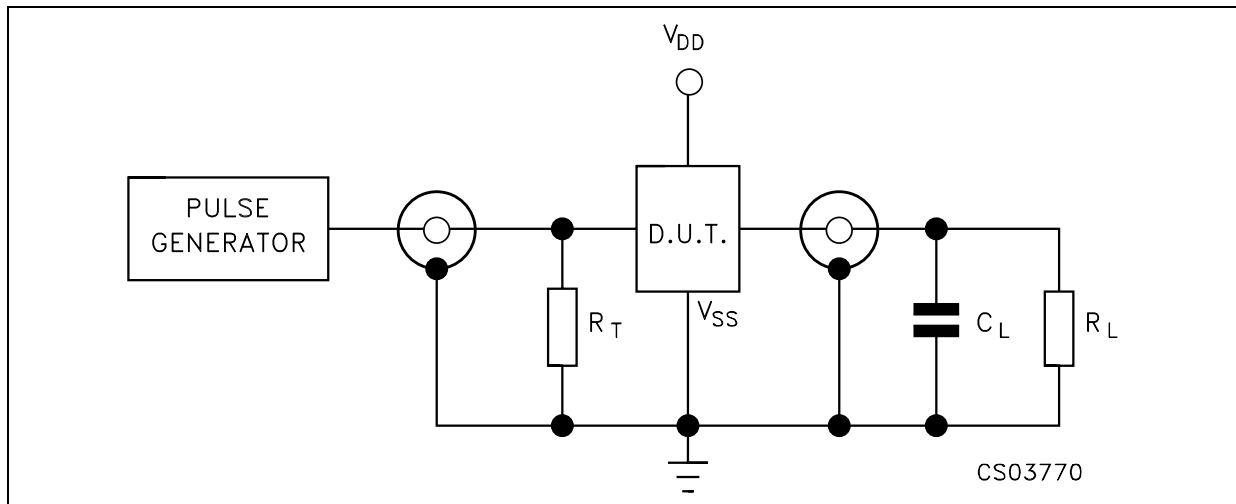 VDD
PULSE
GENERATOR
D.U.T.
VSS
RT
CL
RL
CS03770